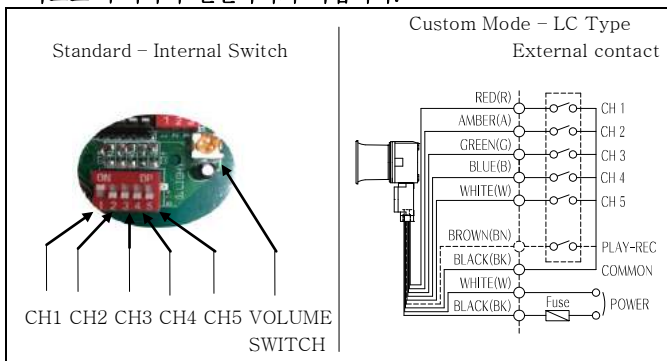 Standard – Internal Switch
ON DP
1 2 3 4 5
CH1 CH2 CH3 CH4 CH5 VOLUME
SWITCH
Custom Mode – LC Type
External contact
RED(R)
CH 1
AMBER(A)
CH 2
GREEN(G)
CH 3
BLUE(B)
CH 4
WHITE(W)
CH 5
BROWN(BN)
PLAY-REC
BLACK(BK)
COMMON
WHITE(W)
POWER
BLACK(BK)
Fuse